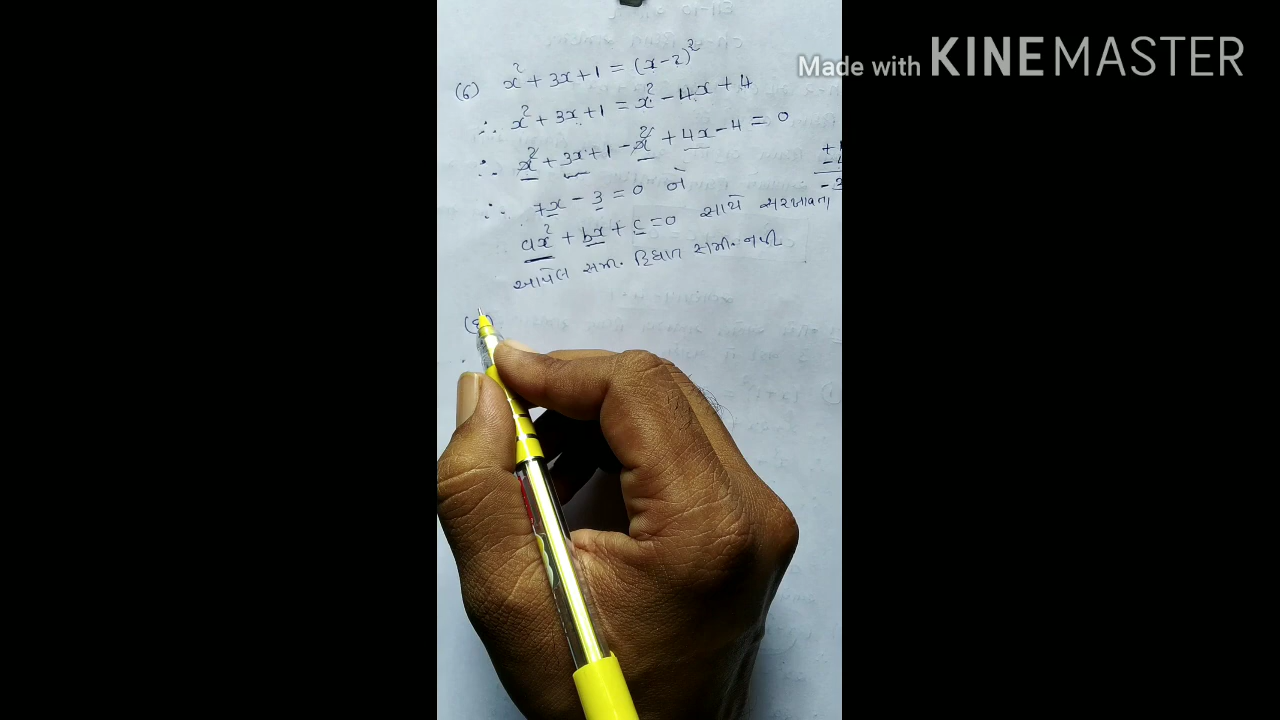 Made with KINEMASTER
(6) x² + 3x + 1 = (x - 2)²
∴ x² + 3x + 1 = x² - 4x + 4
∴ x² + 3x + 1 - x² + 4x - 4 = 0
∴ 7x - 3 = 0 ને
ax² + bx + c = 0 સાથે સરખાવતા
આપેલ સમી. દ્વિઘાત સમી. નથી